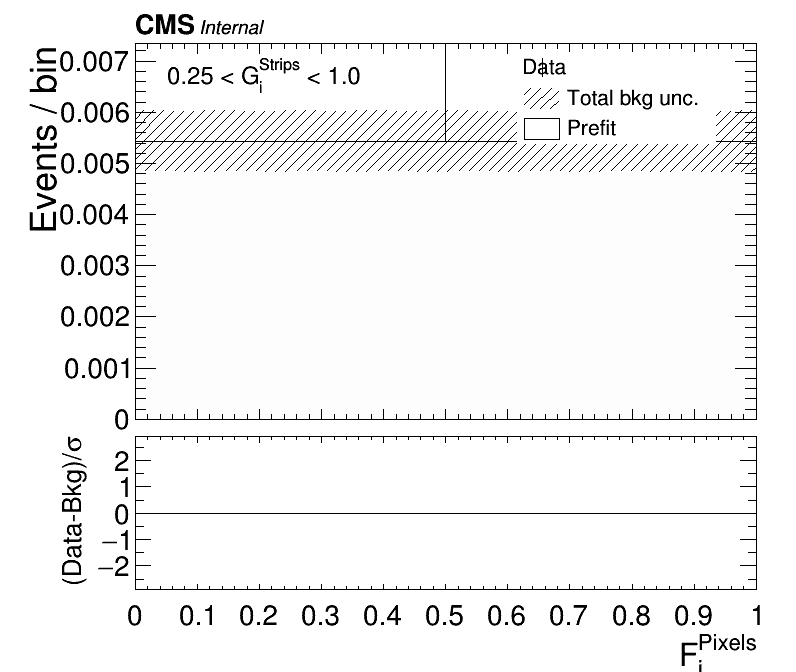 CMS Internal
0.25 < G_i^Strips < 1.0
Data
Total bkg unc.
Prefit
Events / bin
0.007
0.006
0.005
0.004
0.003
0.002
0.001
0
(Data-Bkg)/σ
2
1
0
−1
−2
0 0.1 0.2 0.3 0.4 0.5 0.6 0.7 0.8 0.9 1
F_i^Pixels